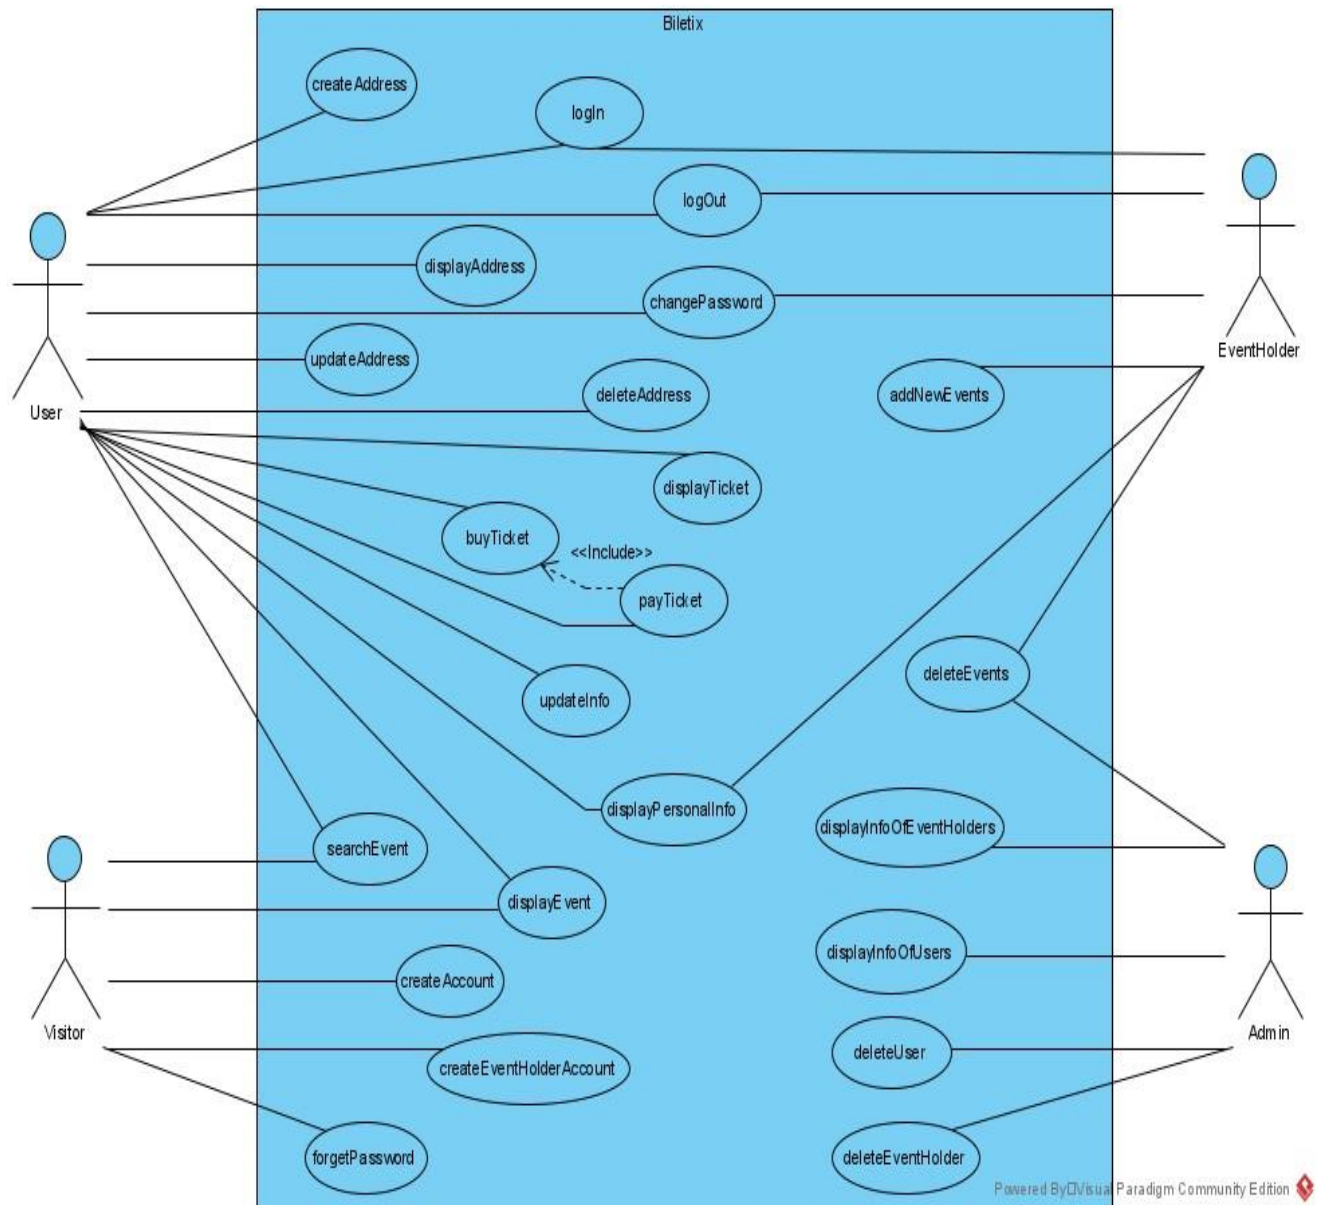 Biletix
createAddress
logIn
logOut
displayAddress
changePassword
EventHolder
updateAddress
deleteAddress
addNewEvents
User
displayTicket
buyTicket
<<Include>>
payTicket
deleteEvents
updateInfo
displayPersonalInfo
displayInfoOfEventHolders
searchEvent
displayEvent
displayInfoOfUsers
createAccount
Visitor
Admin
deleteUser
createEventHolderAccount
forgetPassword
deleteEventHolder
Powered By□Visual Paradigm Community Edition